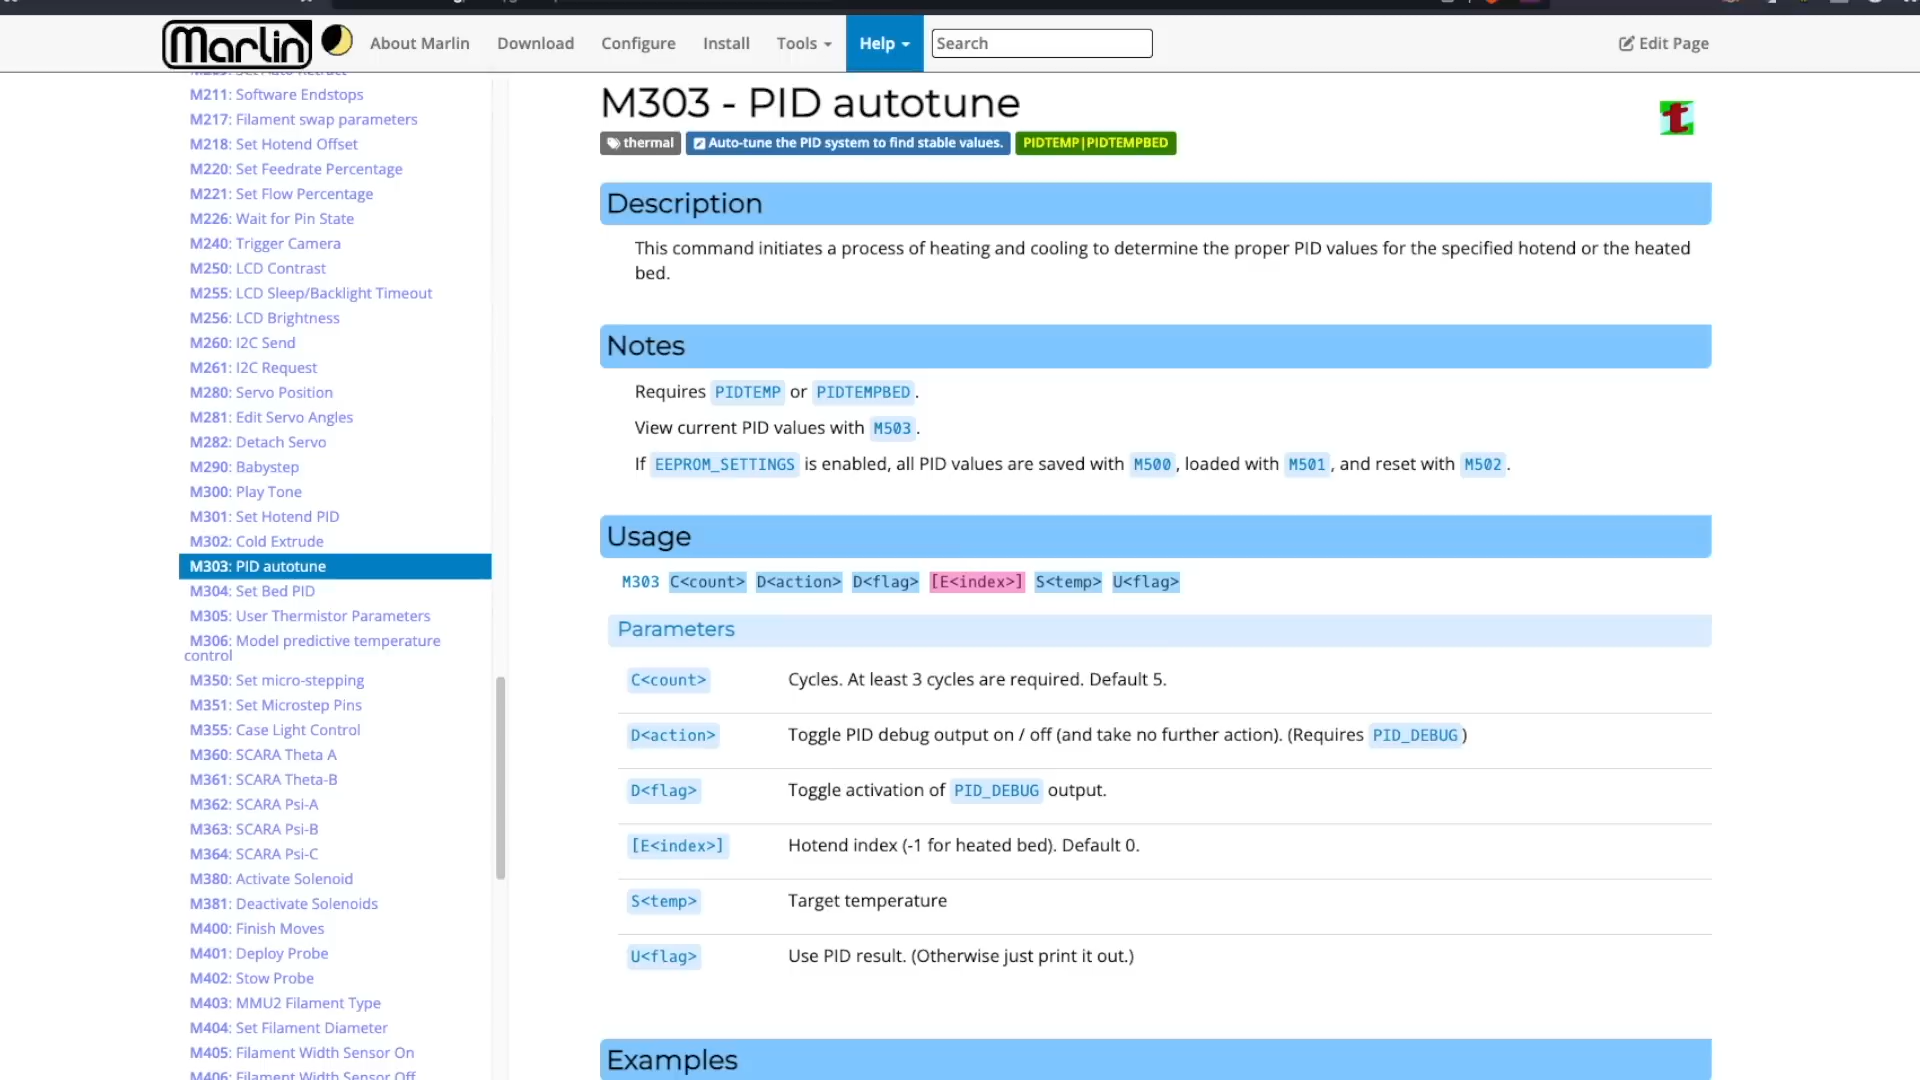 Marlin
About Marlin
Download
Configure
Install
Tools
Help
Search
Edit Page
M211: Software Endstops
M217: Filament swap parameters
M218: Set Hotend Offset
M220: Set Feedrate Percentage
M221: Set Flow Percentage
M226: Wait for Pin State
M240: Trigger Camera
M250: LCD Contrast
M255: LCD Sleep/Backlight Timeout
M256: LCD Brightness
M260: I2C Send
M261: I2C Request
M280: Servo Position
M281: Edit Servo Angles
M282: Detach Servo
M290: Babystep
M300: Play Tone
M301: Set Hotend PID
M302: Cold Extrude
M303: PID autotune
M304: Set Bed PID
M305: User Thermistor Parameters
M306: Model predictive temperature
control
M350: Set micro-stepping
M351: Set Microstep Pins
M355: Case Light Control
M360: SCARA Theta A
M361: SCARA Theta-B
M362: SCARA Psi-A
M363: SCARA Psi-B
M364: SCARA Psi-C
M380: Activate Solenoid
M381: Deactivate Solenoids
M400: Finish Moves
M401: Deploy Probe
M402: Stow Probe
M403: MMU2 Filament Type
M404: Set Filament Diameter
M405: Filament Width Sensor On
M406: Filament Width Sensor Off
M303 - PID autotune
t
thermal
Auto-tune the PID system to find stable values.
PIDTEMP|PIDTEMPBED
Description
This command initiates a process of heating and cooling to determine the proper PID values for the specified hotend or the heated
bed.
Notes
Requires PIDTEMP or PIDTEMPBED.
View current PID values with M503.
If EEPROM_SETTINGS is enabled, all PID values are saved with M500, loaded with M501, and reset with M502.
Usage
M303 C<count> D<action> D<flag> [E<index>] S<temp> U<flag>
Parameters
C<count> Cycles. At least 3 cycles are required. Default 5.
D<action> Toggle PID debug output on / off (and take no further action). (Requires PID_DEBUG)
D<flag> Toggle activation of PID_DEBUG output.
[E<index>] Hotend index (-1 for heated bed). Default 0.
S<temp> Target temperature
U<flag> Use PID result. (Otherwise just print it out.)
Examples